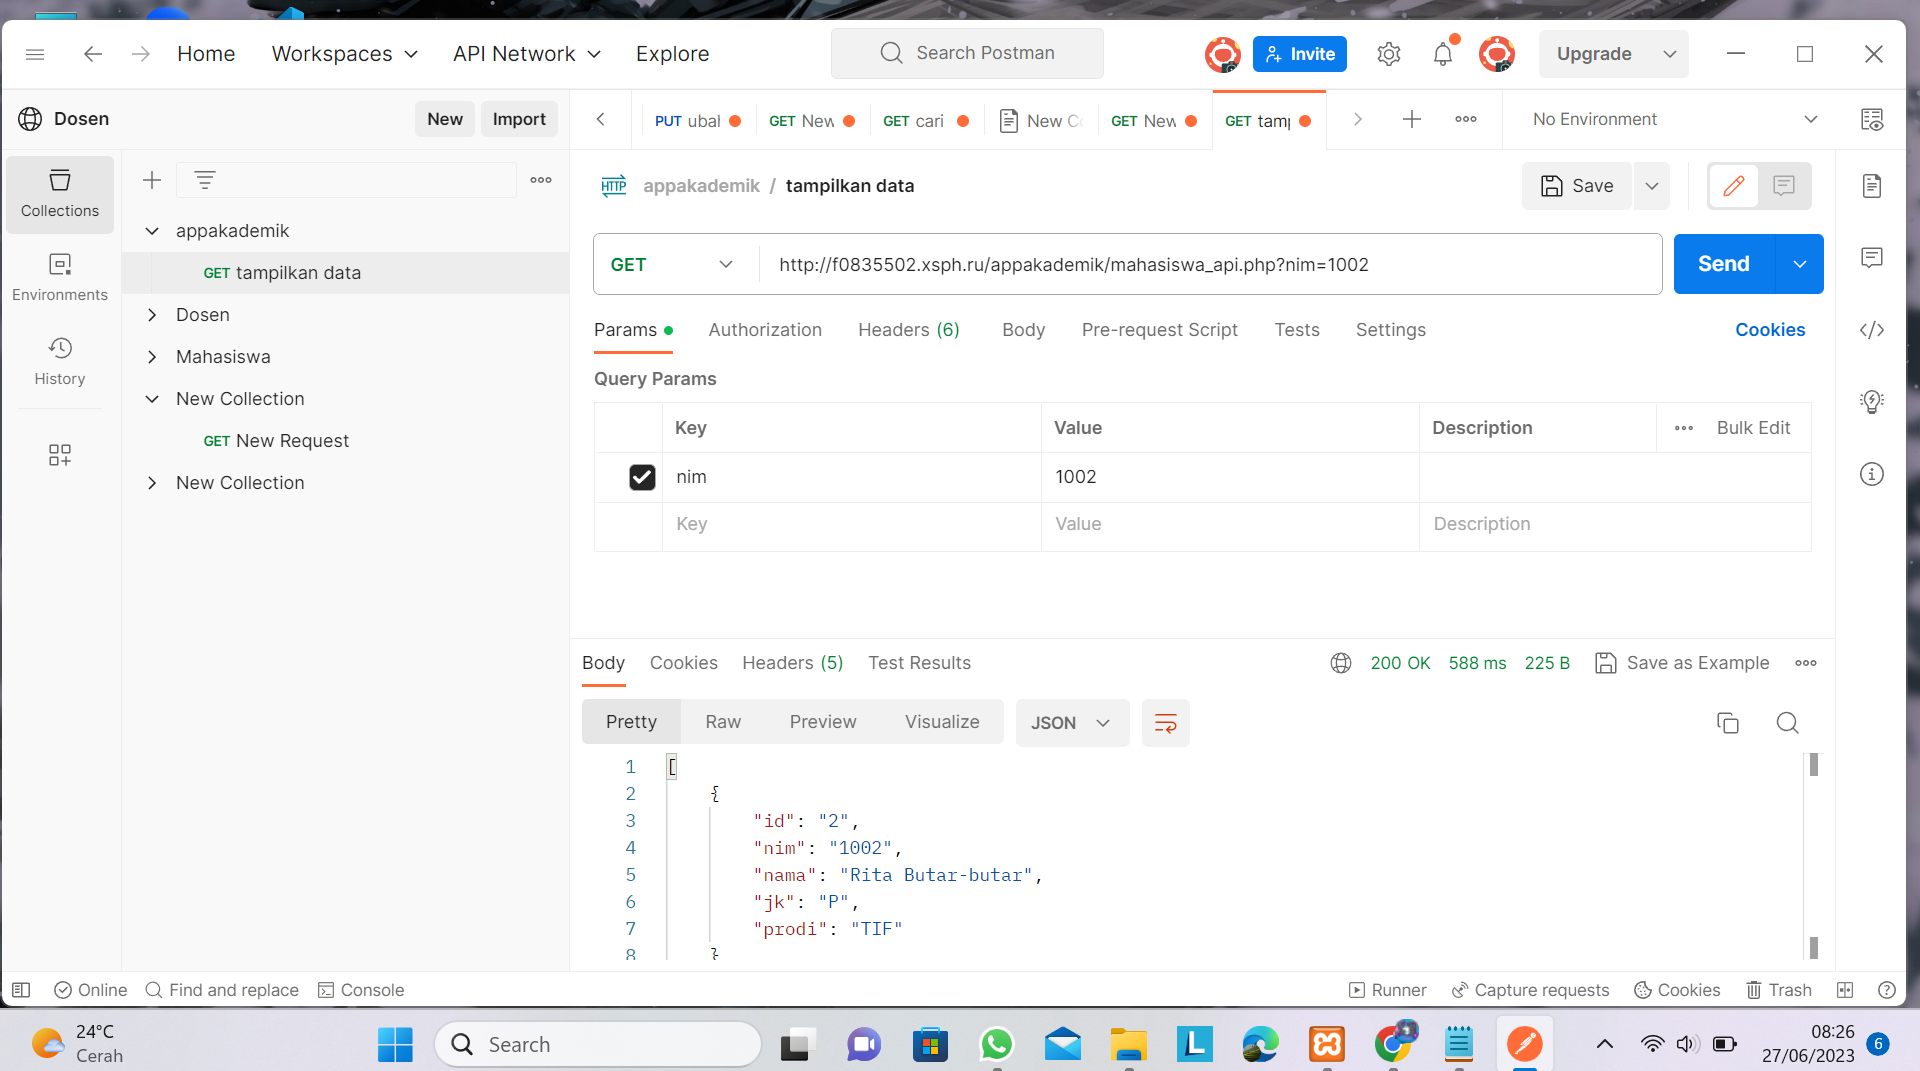 Home Workspaces API Network Explore Search Postman Invite Upgrade
Dosen New Import
PUT ubal GET New GET cari New Co GET New GET tamp No Environment
Collections
Environments
History
appakademik
GET tampilkan data
Dosen
Mahasiswa
New Collection
GET New Request
New Collection
HTTP appakademik / tampilkan data Save
GET http://f0835502.xsph.ru/appakademik/mahasiswa_api.php?nim=1002 Send
Params Authorization Headers (6) Body Pre-request Script Tests Settings Cookies
Query Params
Key Value Description Bulk Edit
nim 1002
Key Value Description
Body Cookies Headers (5) Test Results 200 OK 588 ms 225 B Save as Example
Pretty Raw Preview Visualize JSON
1 [
2 {
3 "id": "2",
4 "nim": "1002",
5 "nama": "Rita Butar-butar",
6 "jk": "P",
7 "prodi": "TIF"
8 }
Online Find and replace Console Runner Capture requests Cookies Trash
24°C
Cerah
Search
L
08:26
27/06/2023
6